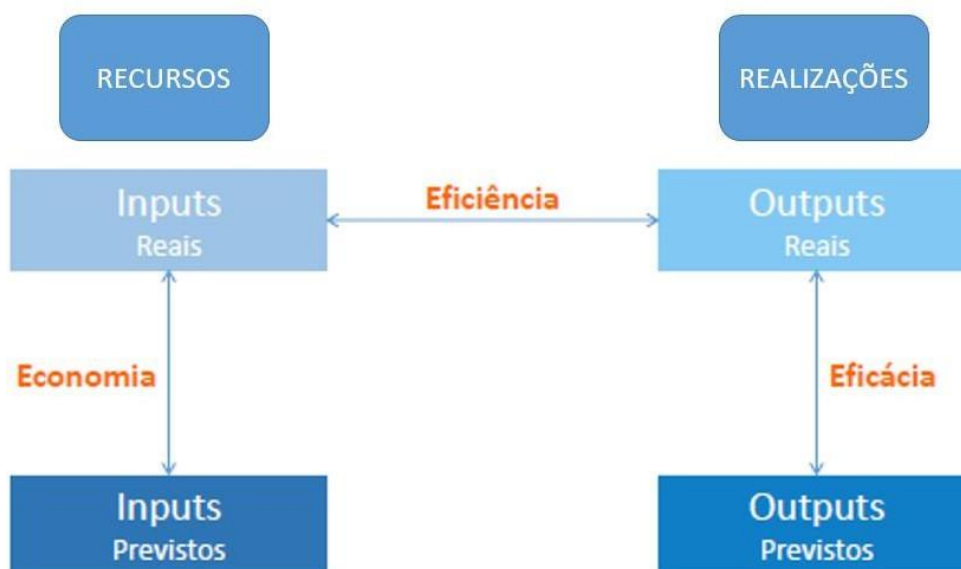 RECURSOS
REALIZAÇÕES
Inputs
Reais
Eficiência
Outputs
Reais
Economia
Eficácia
Inputs
Previstos
Outputs
Previstos